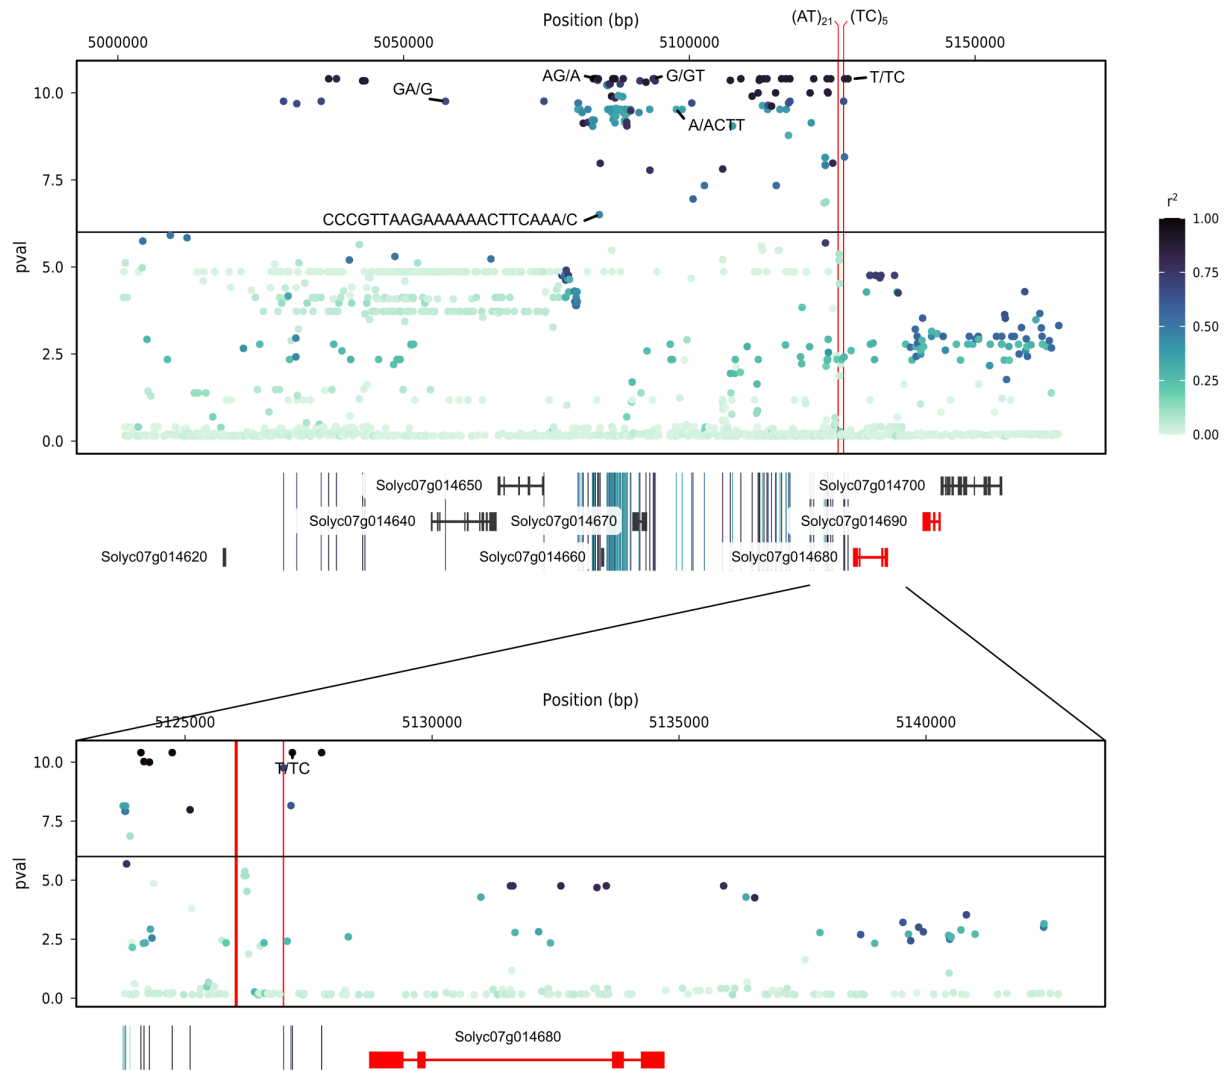 (AT)21 (TC)5
Position (bp)
5000000 5050000 5100000 5150000
AG/A G/GT T/TC
GA/G
10.0
A/ACTT
7.5
CCCGTTAAGAAAAAACTTCAAA/C
pval
5.0
2.5
0.0
r2
1.00
0.75
0.50
0.25
0.00
Solyc07g014650 Solyc07g014700
Solyc07g014640 Solyc07g014670 Solyc07g014690
Solyc07g014620 Solyc07g014660 Solyc07g014680
Position (bp)
5125000 5130000 5135000 5140000
10.0
T/TC
7.5
pval
5.0
2.5
0.0
Solyc07g014680